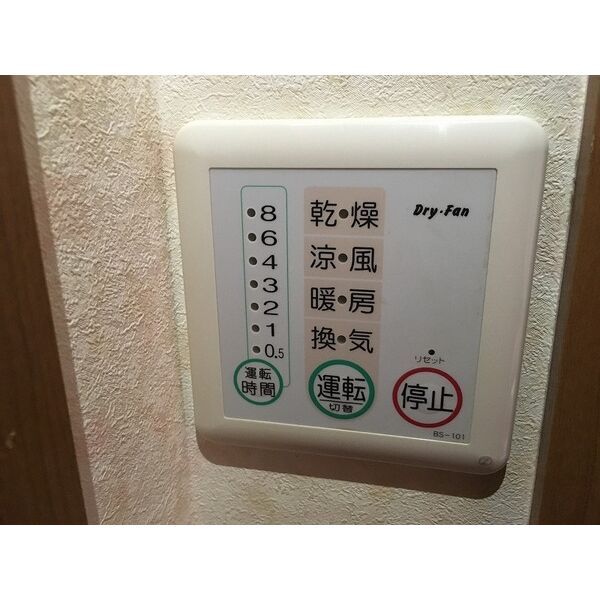 8
6
4
3
2
1
0.5
運転
時間
乾燥
涼風
暖房
換気
運転
切替
Dry・Fan
リセット
停止
BS-101